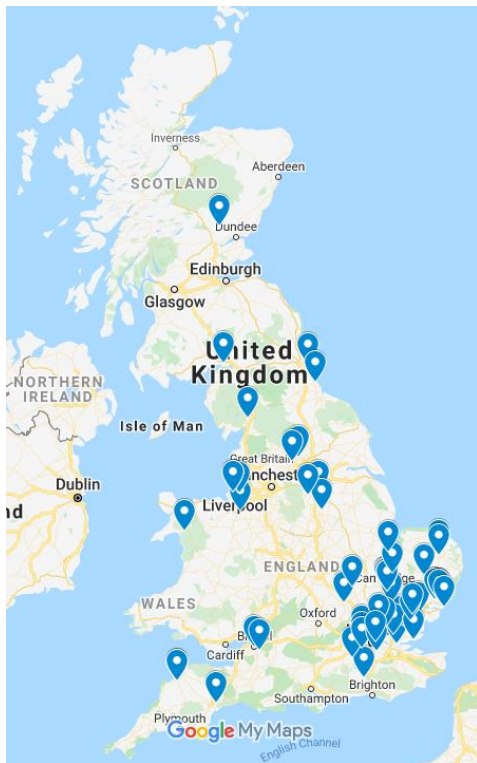 Inverness
Aberdeen
SCOTLAND
Dundee
Edinburgh
Glasgow
United
Kingdom
NORTHERN
IRELAND
Isle of Man
Great Britain
Dublin
Liverpool
nd
ENGLAND
WALES
Oxford
Cardiff
Southampton
Brighton
Plymouth
Google My Maps
English Channel